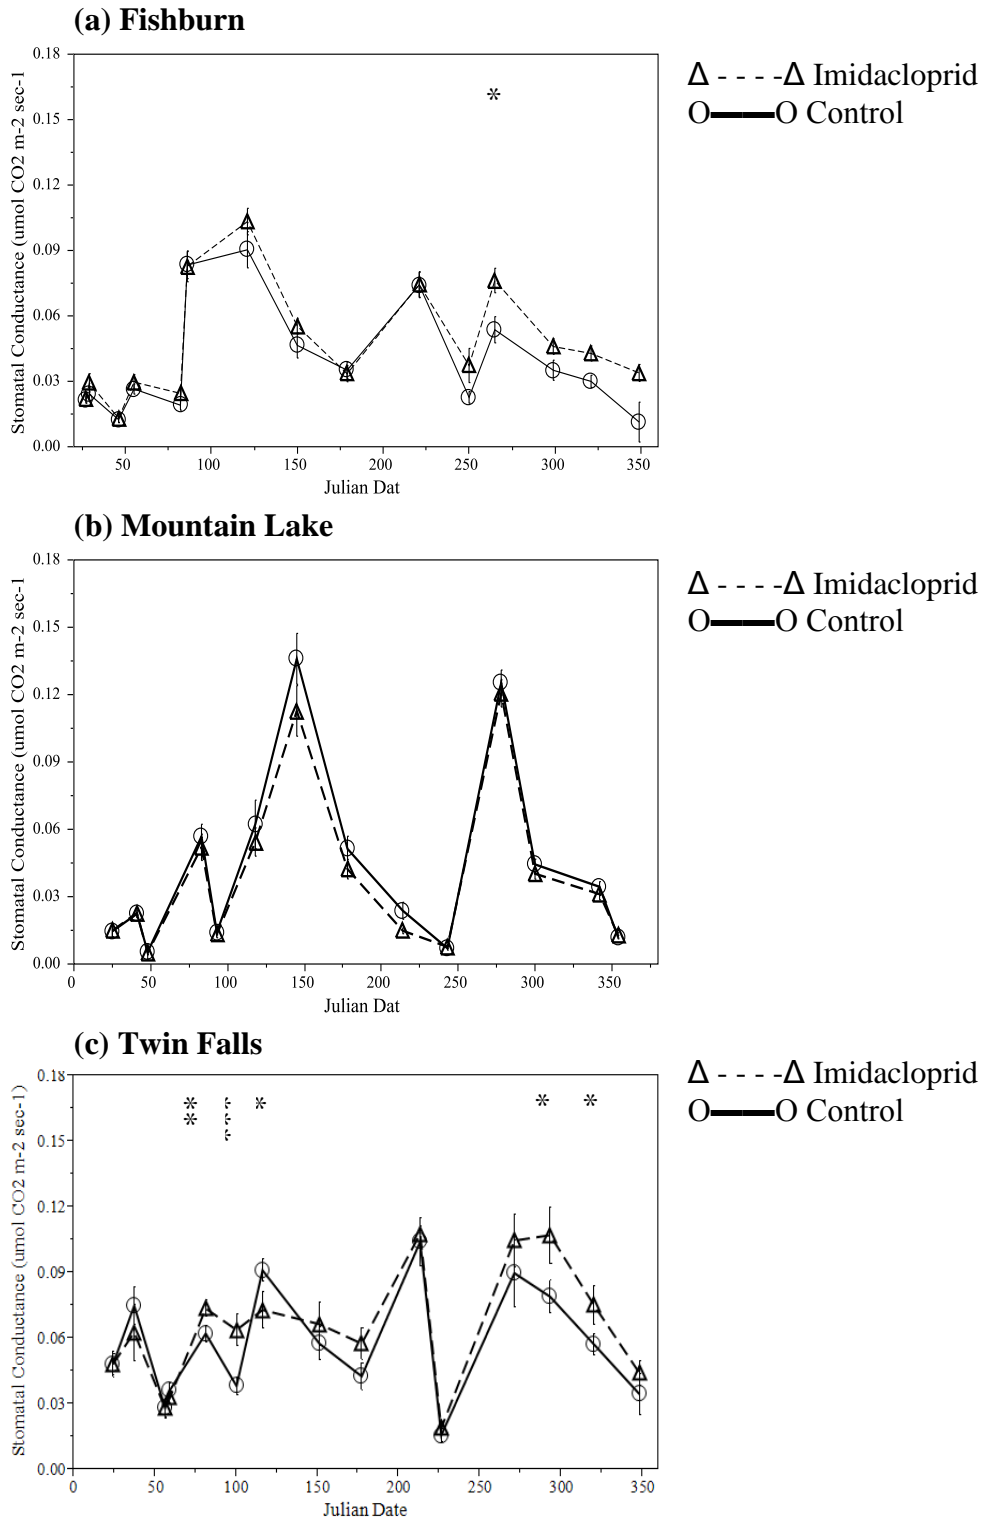 (a) Fishburn
0.18
0.15
0.12
0.09
0.06
0.03
0.00
Stomatal Conductance (umol CO2 m-2 sec-1
*
50 100 150 200 250 300 350
Julian Dat
Δ - - - -Δ Imidacloprid
O━━━O Control
(b) Mountain Lake
0.18
0.15
0.12
0.09
0.06
0.03
0.00
Stomatal Conductance (umol CO2 m-2 sec-1
0 50 100 150 200 250 300 350
Julian Dat
Δ - - - -Δ Imidacloprid
O━━━O Control
(c) Twin Falls
0.18
0.15
0.12
0.09
0.06
0.03
0.00
Stomatal Conductance (umol CO2 m-2 sec-1)
** *** * * *
0 50 100 150 200 250 300 350
Julian Date
Δ - - - -Δ Imidacloprid
O━━━O Control